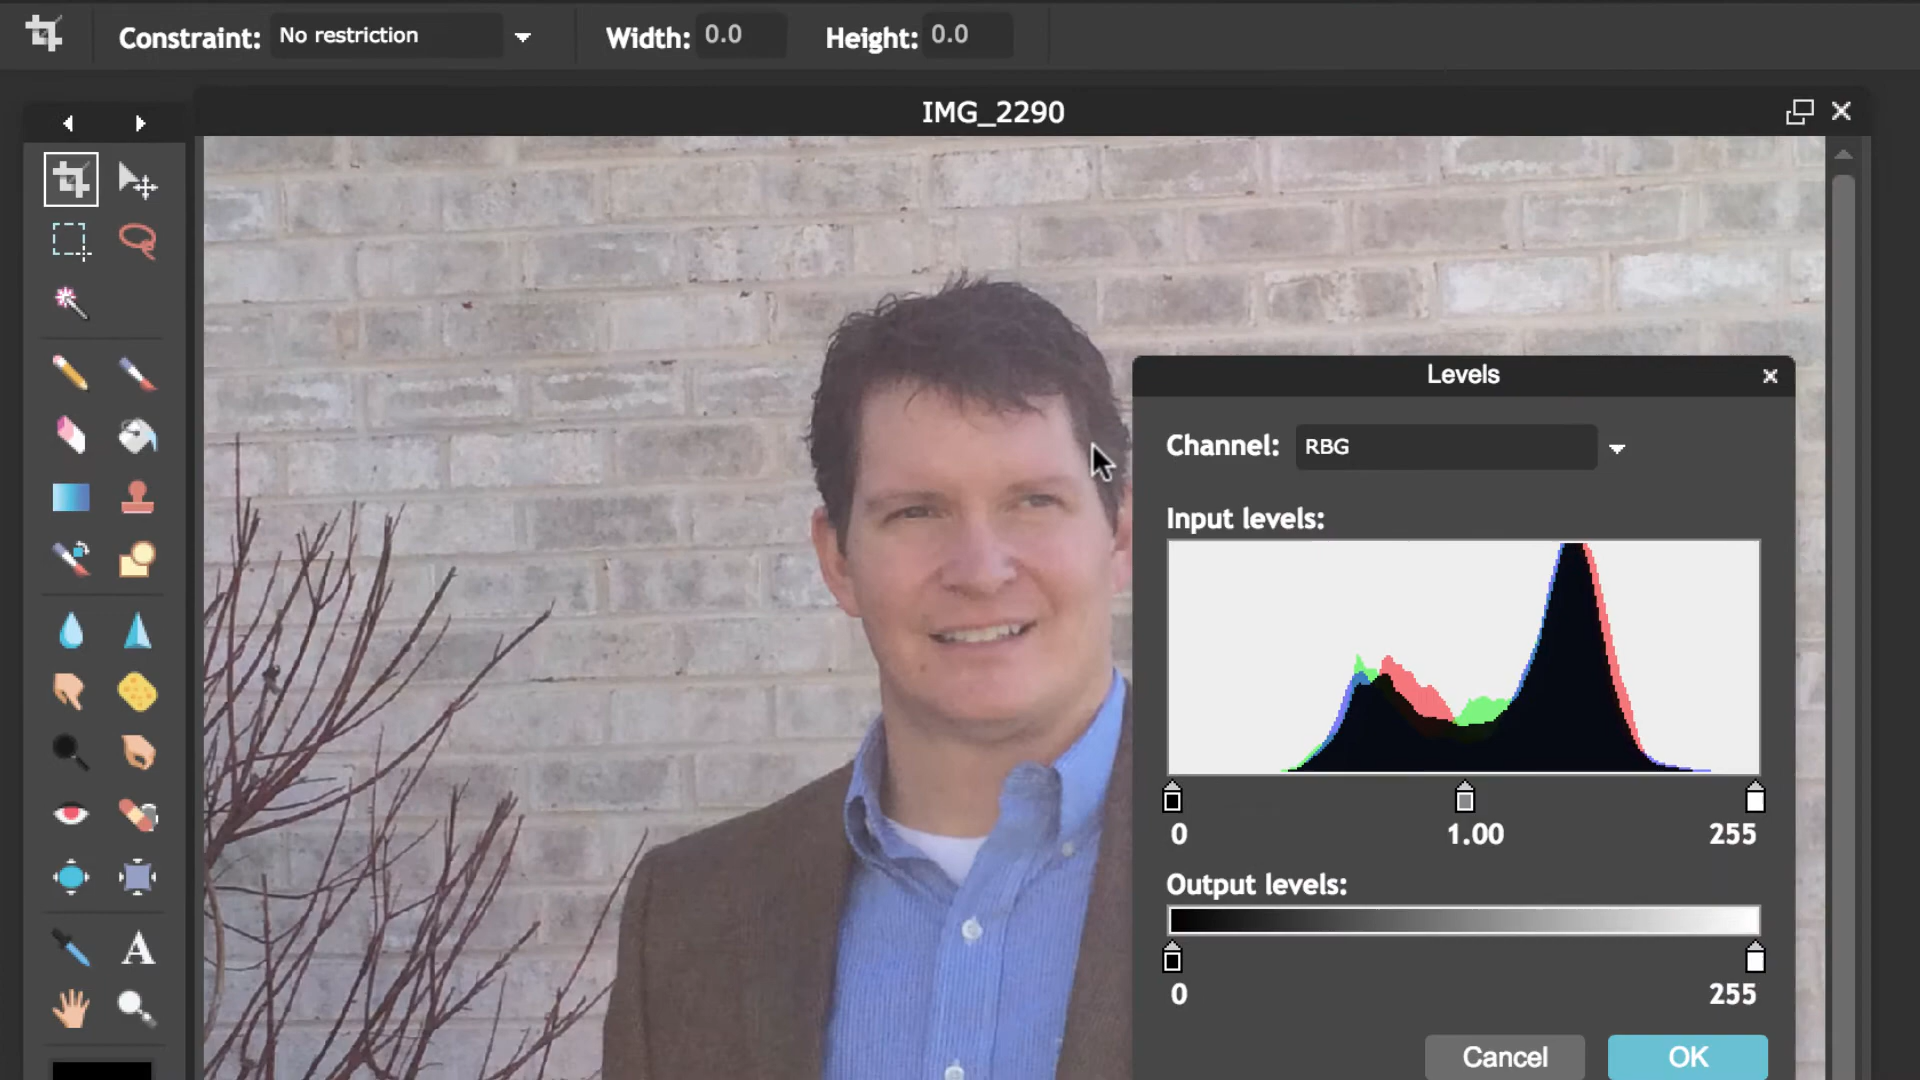 Constraint: No restriction Width: 0.0 Height: 0.0
IMG_2290
Levels
Channel: RBG
Input levels:
0 1.00 255
Output levels:
0 255
Cancel OK